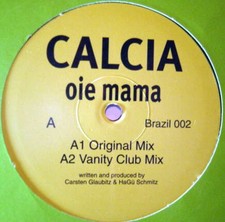 CALCIA
oie mama
A Brazil 002
A1 Original Mix
A2 Vanity Club Mix
written and produced by
Carsten Glaubitz & HaGü Schmitz